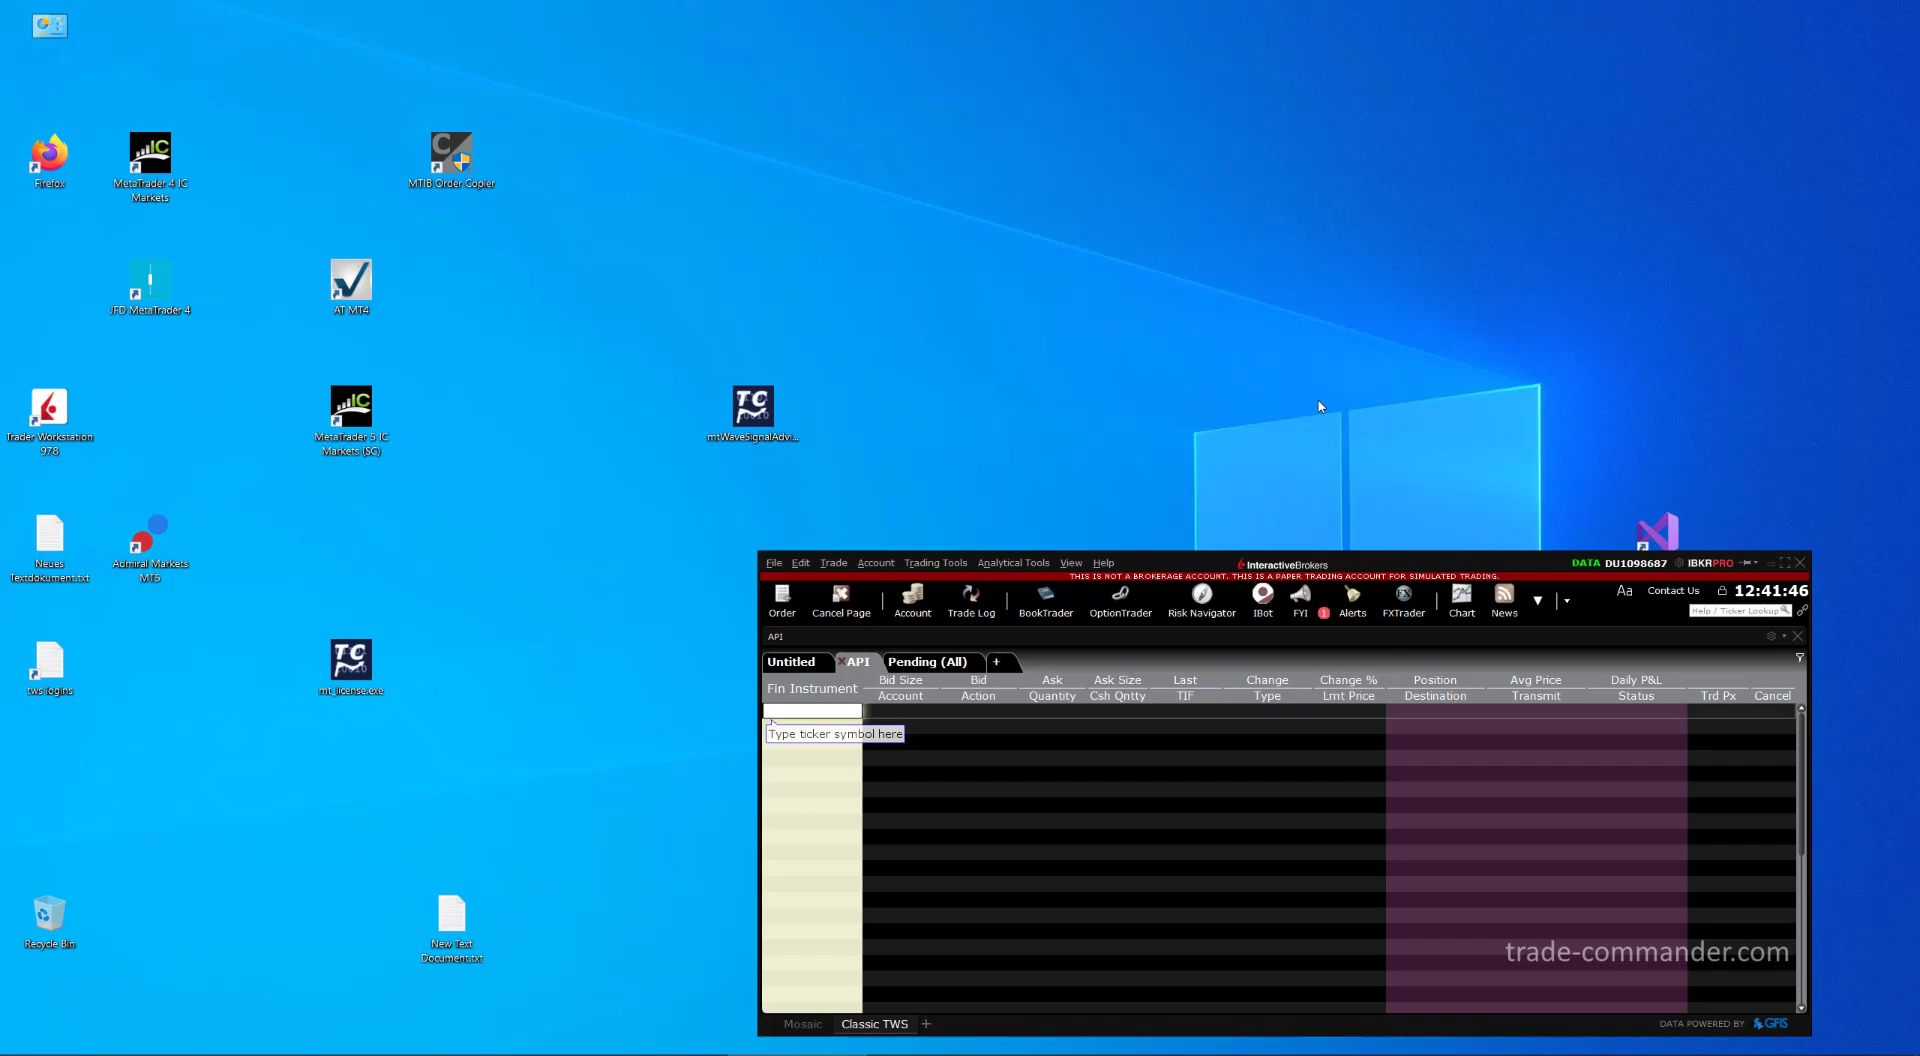 Firefox
MetaTrader 4 IC
Markets
MTIB Order Copier
JFD MetaTrader 4
AT MT4
Trader Workstation
978
MetaTrader 5 IC
Markets (SC)
TC
mtWaveSignalAdvi...
Neues
Textdokument.txt
Admiral Markets
MT5
tws logins
TC
mt_license.exe
Recycle Bin
New Text
Document.txt
File Edit Trade Account Trading Tools Analytical Tools View Help InteractiveBrokers DATA DU1098687 IBKRPRO
THIS IS NOT A BROKERAGE ACCOUNT. THIS IS A PAPER TRADING ACCOUNT FOR SIMULATED TRADING.
Order Cancel Page Account Trade Log BookTrader OptionTrader Risk Navigator IBot FYI 1 Alerts FXTrader Chart News Aa Contact Us 12:41:46
Help / Ticker Lookup
API
Untitled API Pending (All) +
Fin Instrument Bid Size Bid Ask Ask Size Last Change Change % Position Avg Price Daily P&L
Account Action Quantity Csh Qntty TIF Type Lmt Price Destination Transmit Status Trd Px Cancel
Type ticker symbol here
trade-commander.com
Mosaic Classic TWS + DATA POWERED BY GFIS